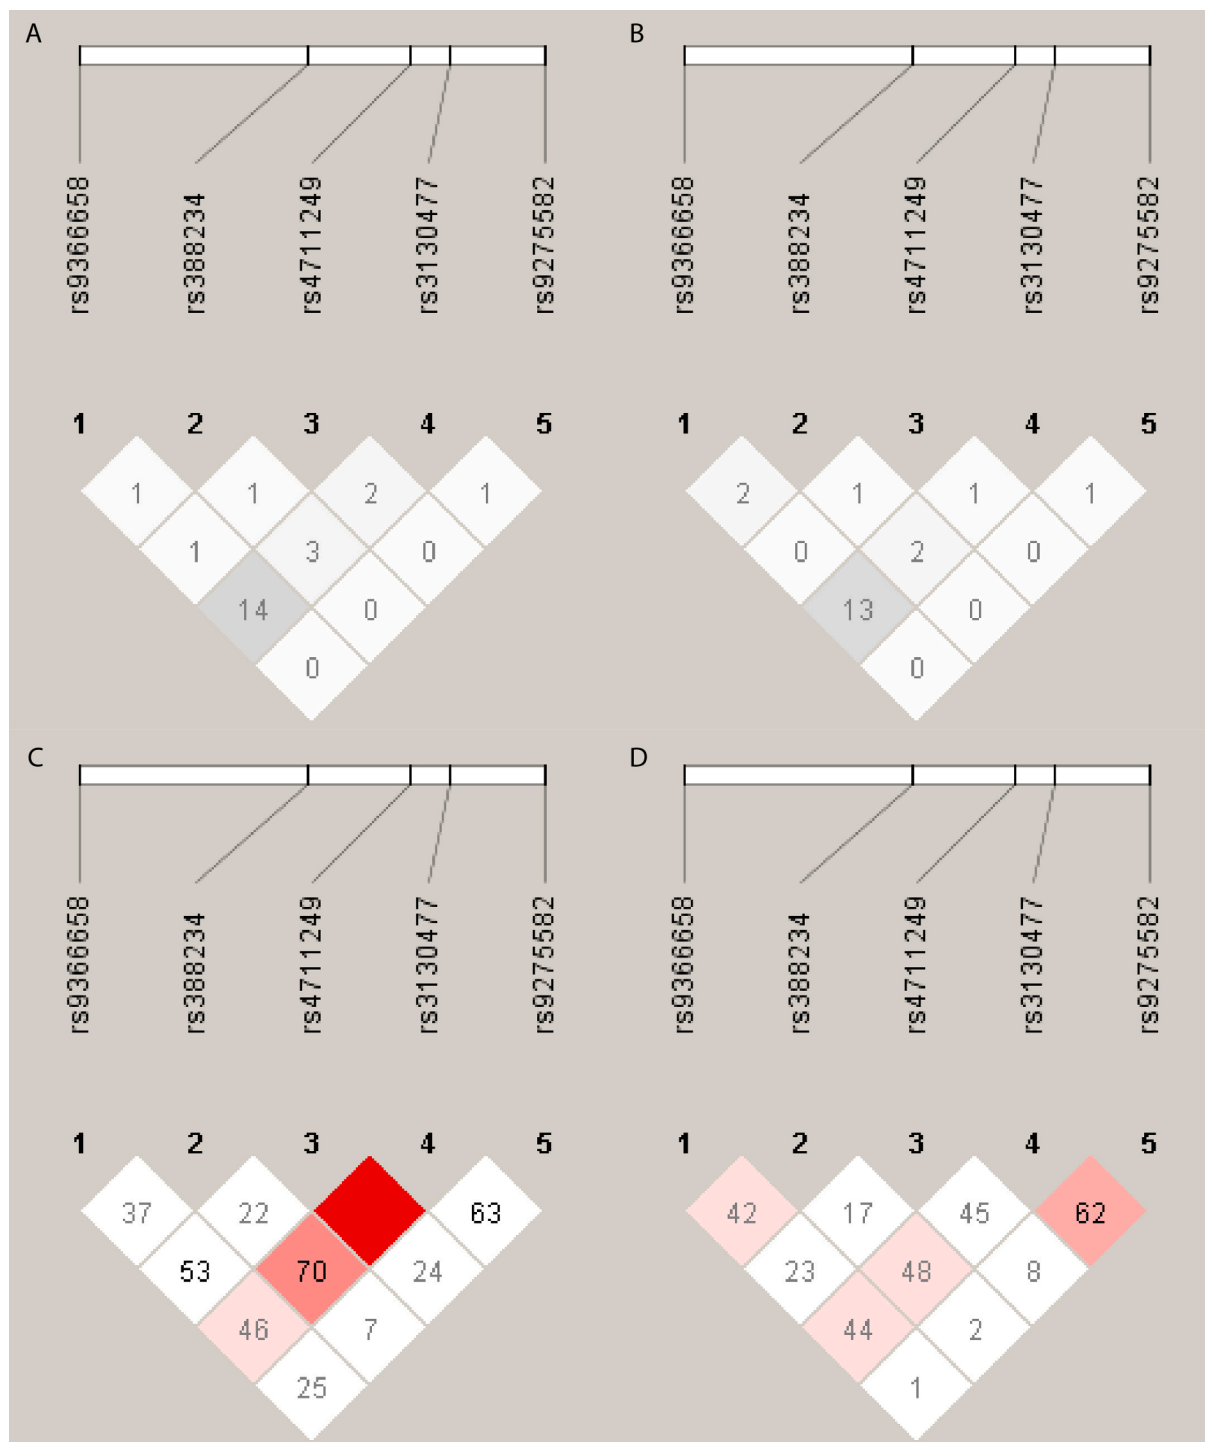 A
rs9366658
rs388234
rs4711249
rs3130477
rs9275582
1 2 3 4 5
1 1 2 1
1 3 0
14 0
0
B
rs9366658
rs388234
rs4711249
rs3130477
rs9275582
1 2 3 4 5
2 1 1 1
0 2 0
13 0
0
C
rs9366658
rs388234
rs4711249
rs3130477
rs9275582
1 2 3 4 5
37 22 63
53 70 24
46 7
25
D
rs9366658
rs388234
rs4711249
rs3130477
rs9275582
1 2 3 4 5
42 17 45 62
23 48 8
44 2
1